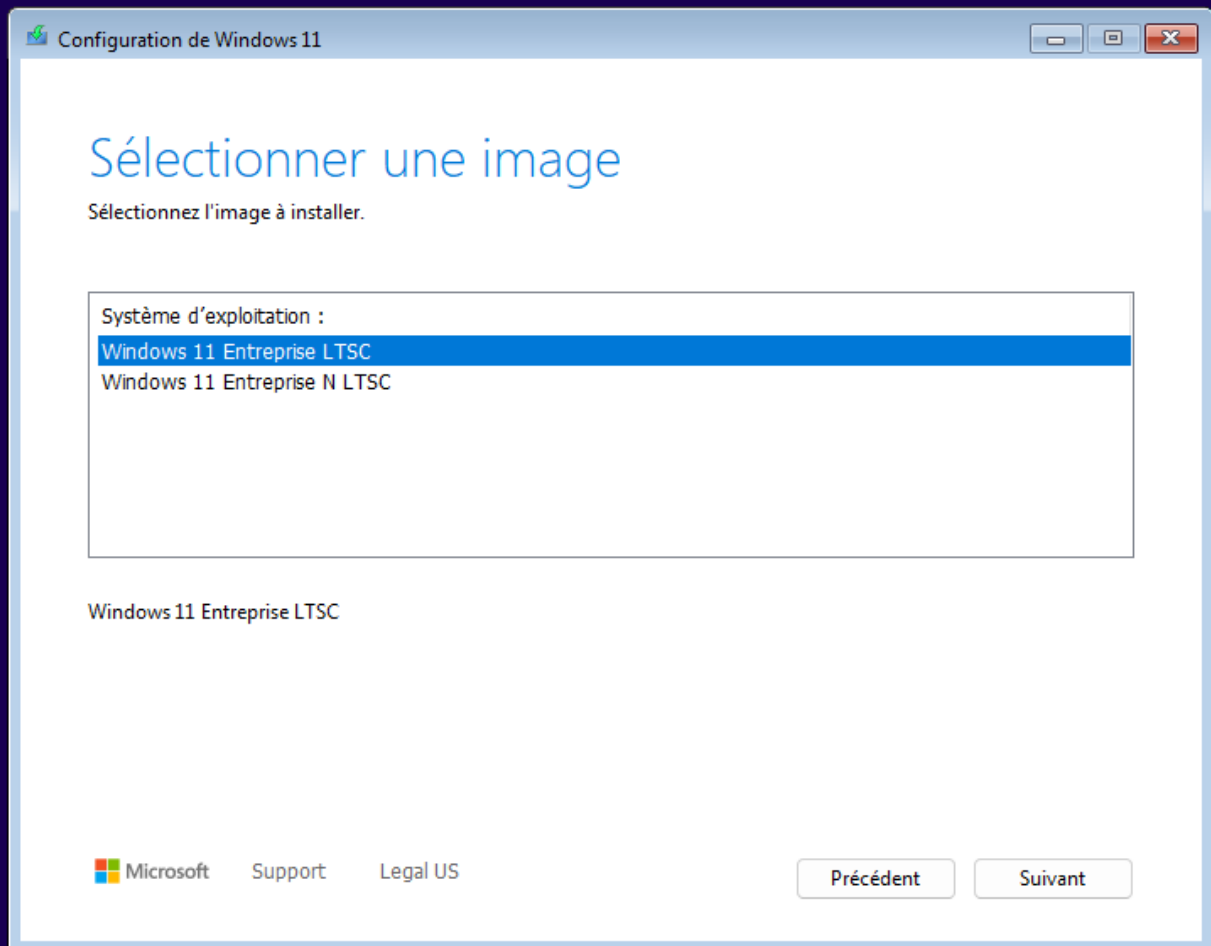 Configuration de Windows 11
Sélectionner une image
Sélectionnez l'image à installer.
Système d’exploitation :
Windows 11 Entreprise LTSC
Windows 11 Entreprise N LTSC
Windows 11 Entreprise LTSC
Microsoft Support Legal US Précédent Suivant